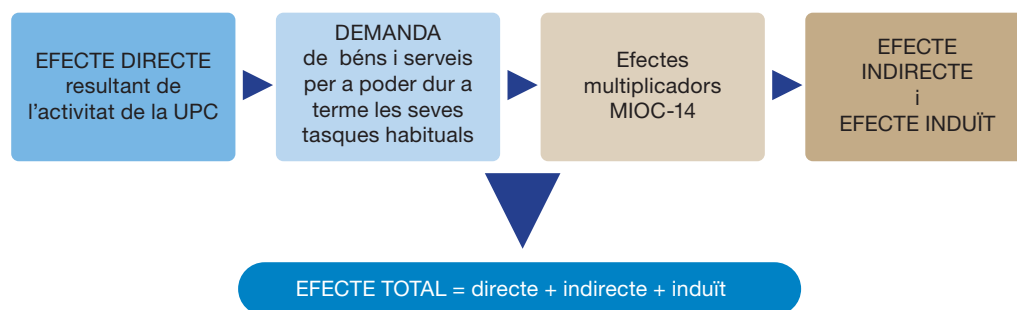 EFECTE DIRECTE
resultant de
l’activitat de la UPC
DEMANDA
de béns i serveis
per a poder dur a
terme les seves
tasques habituals
Efectes
multiplicadors
MIOC-14
EFECTE
INDIRECTE
i
EFECTE INDUÏT
EFECTE TOTAL = directe + indirecte + induït